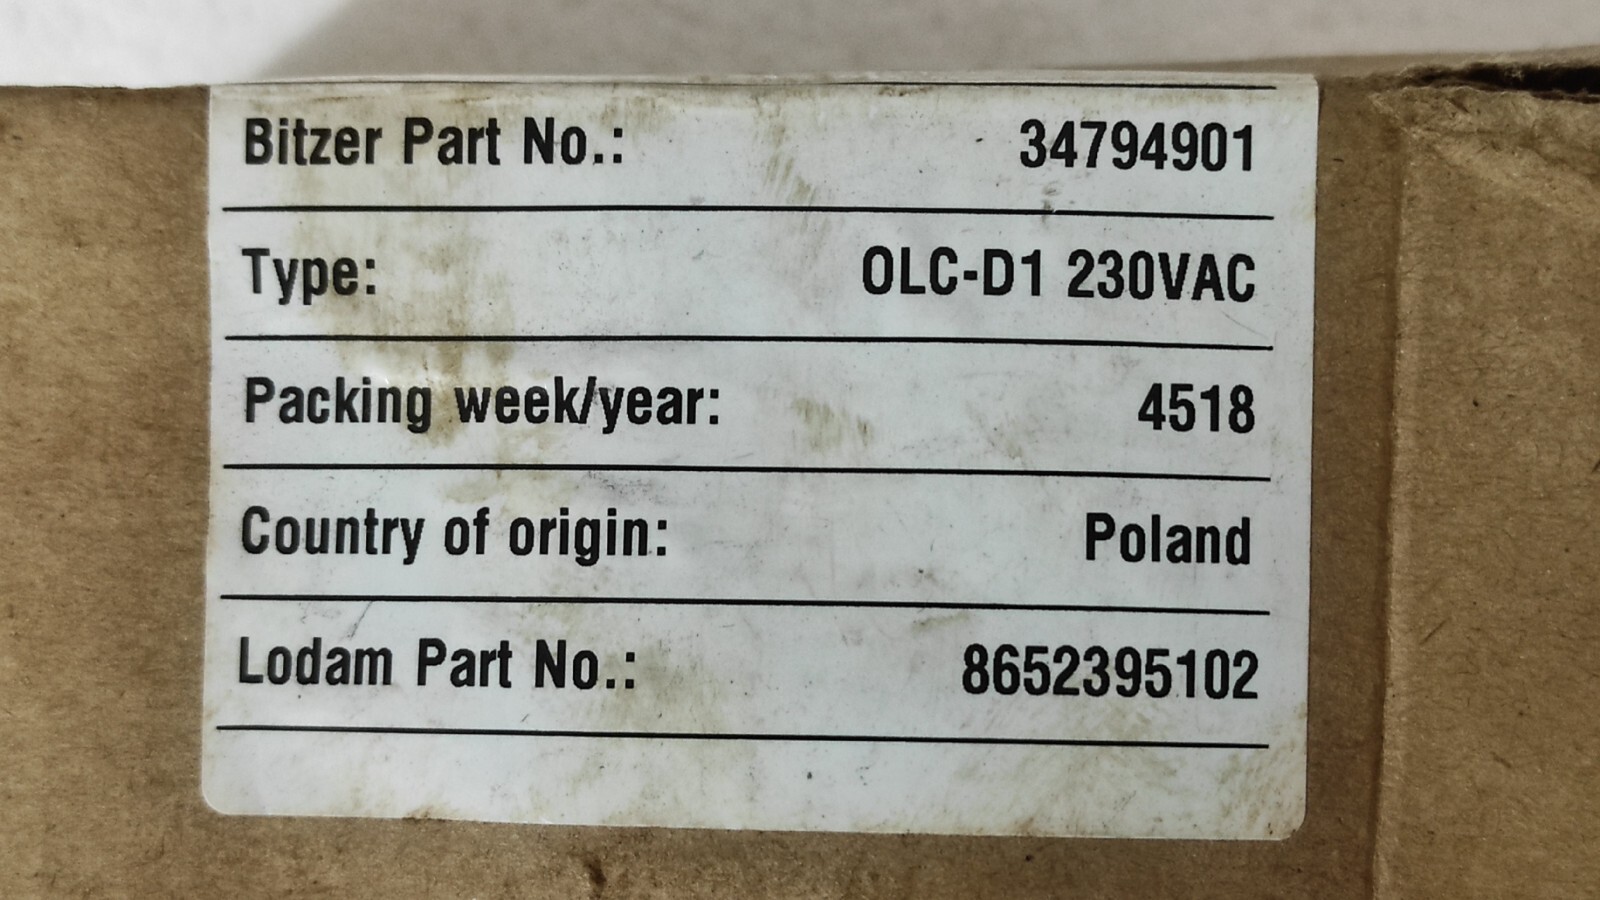 Bitzer Part No.: 34794901
Type: OLC-D1 230VAC
Packing week/year: 4518
Country of origin: Poland
Lodam Part No.: 8652395102